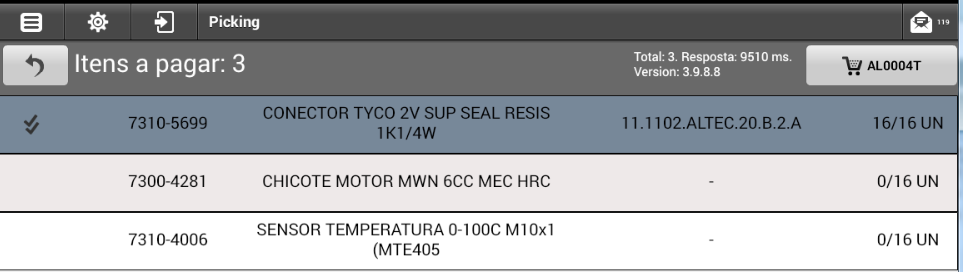 Picking
119
Itens a pagar: 3
Total: 3. Resposta: 9510 ms.
Version: 3.9.8.8
AL0004T
7310-5699
CONECTOR TYCO 2V SUP SEAL RESIS
1K1/4W
11.1102.ALTEC.20.B.2.A
16/16 UN
7300-4281
CHICOTE MOTOR MWN 6CC MEC HRC
-
0/16 UN
7310-4006
SENSOR TEMPERATURA 0-100C M10x1
(MTE405
-
0/16 UN